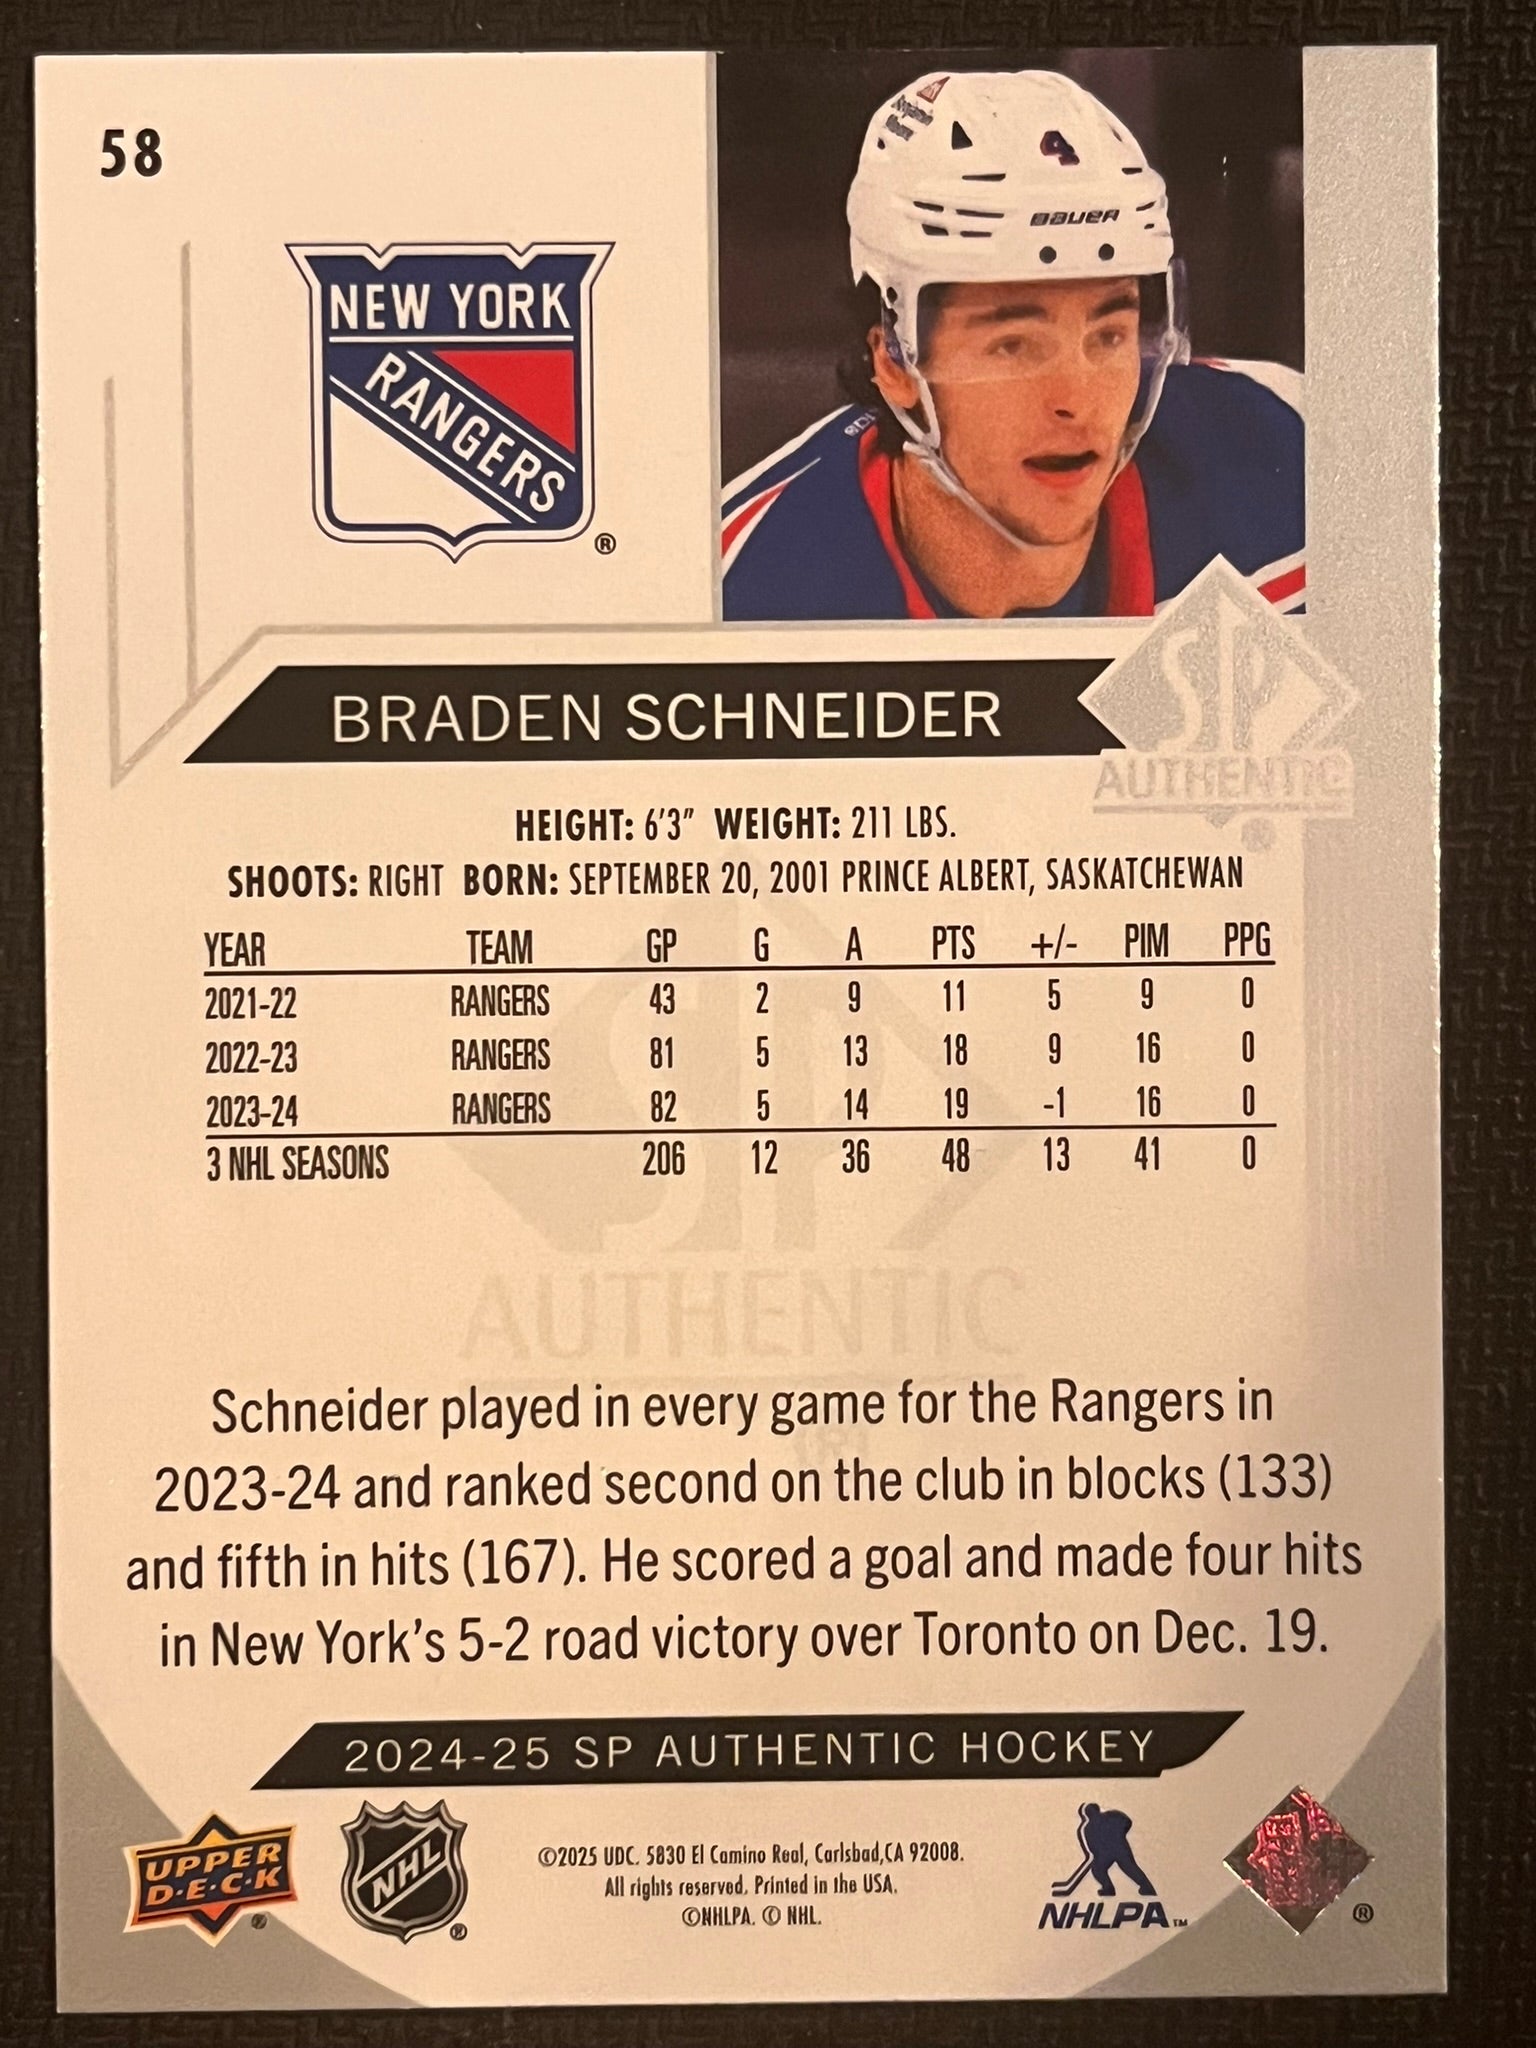 58
4
BAUER
NEW YORK
RANGERS
®
BRADEN SCHNEIDER
SP
AUTHENTIC
®
HEIGHT: 6'3" WEIGHT: 211 LBS.
SHOOTS: RIGHT BORN: SEPTEMBER 20, 2001 PRINCE ALBERT, SASKATCHEWAN
YEAR TEAM GP G A PTS +/- PIM PPG
2021-22 RANGERS 43 2 9 11 5 9 0
2022-23 RANGERS 81 5 13 18 9 16 0
2023-24 RANGERS 82 5 14 19 -1 16 0
3 NHL SEASONS 206 12 36 48 13 41 0
SP
AUTHENTIC
®
Schneider played in every game for the Rangers in
2023-24 and ranked second on the club in blocks (133)
and fifth in hits (167). He scored a goal and made four hits
in New York's 5-2 road victory over Toronto on Dec. 19.
2024-25 SP AUTHENTIC HOCKEY
UPPER
D·E·C·K
®
NHL
®
©2025 UDC. 5830 El Camino Real, Carlsbad,CA 92008.
All rights reserved. Printed in the USA.
©NHLPA. © NHL.
NHLPA™
®